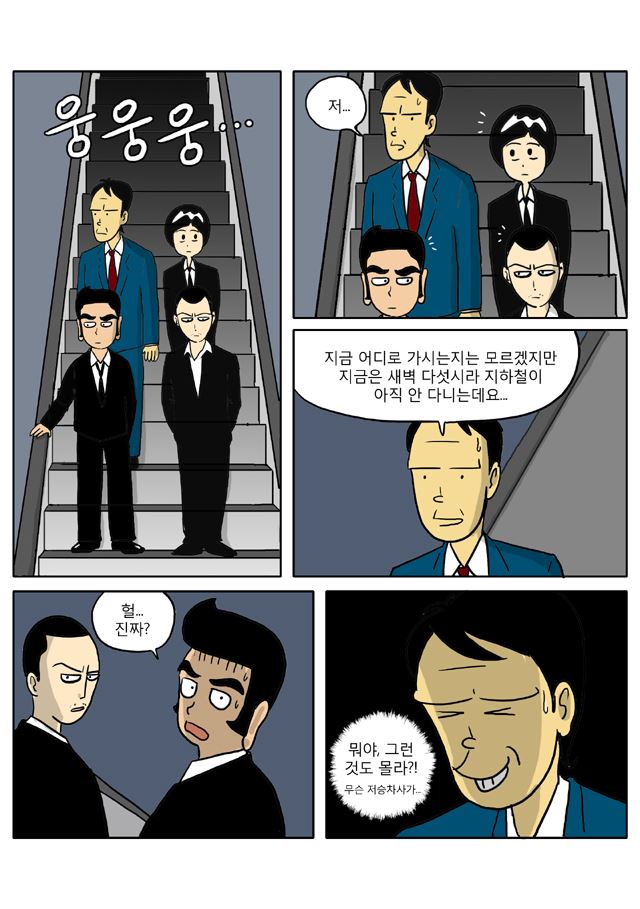 웅웅웅...
저...
지금 어디로 가시는지는 모르겠지만
지금은 새벽 다섯시라 지하철이
아직 안 다니는데요...
헐...
진짜?
뭐야, 그런
것도 몰라?!
무슨 저승차사가...